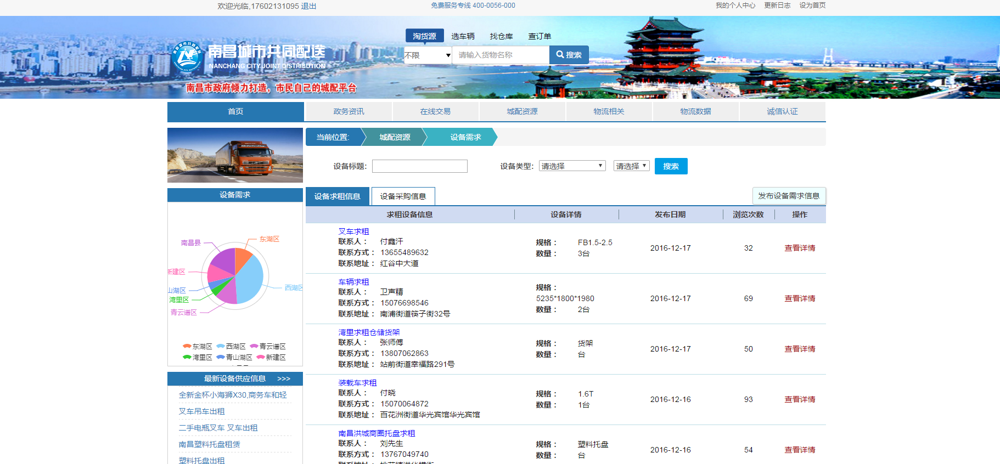 欢迎光临,17602131095 退出
免费服务专线 400-0056-000
我的个人中心 更新日志 设为首页
淘货源 选车辆 找仓库 查订单
不限 请输入货物名称 搜索
南昌城市共同配送
NANCHANG CITY JOINT DISTRIBUTION
南昌市政府倾力打造，市民自己的城配平台
首页 政务资讯 在线交易 城配资源 物流相关 物流数据 诚信认证
当前位置: 城配资源 设备需求
设备标题: 设备类型: 请选择 请选择 搜索
设备需求
南昌县 东湖区
新建区 西湖区
山湖区
湾里区
青云谱区
东湖区 西湖区 青云谱区
湾里区 青山湖区 新建区
最新设备供应信息 >>>
全新金杯小海狮X30,商务车和轻
叉车吊车出租
二手电瓶叉车 叉车出租
南昌塑料托盘租赁
塑料托盘出租
设备求租信息 设备采购信息 发布设备需求信息
求租设备信息 设备详情 发布日期 浏览次数 操作
叉车求租
联系人： 付鑫汗
联系方式： 13655489632
联系地址： 红谷中大道
规格： FB1.5-2.5
数量： 3台
2016-12-17 32 查看详情
车辆求租
联系人： 卫声精
联系方式： 15076698546
联系地址： 南浦街道筷子街32号
规格：
5235*1800*1980
数量： 2台
2016-12-17 69 查看详情
湾里求租仓储货架
联系人： 张师傅
联系方式： 13807062863
联系地址： 站前街道幸福路291号
规格： 货架
数量： 台
2016-12-17 50 查看详情
装载车求租
联系人： 付晓
联系方式： 15070064872
联系地址： 百花洲街道华光宾馆华光宾馆
规格： 1.6T
数量： 1台
2016-12-16 93 查看详情
南昌洪城商圈托盘求租
联系人： 刘先生
联系方式： 13767049740
规格： 塑料托盘
数量： 台
2016-12-16 54 查看详情